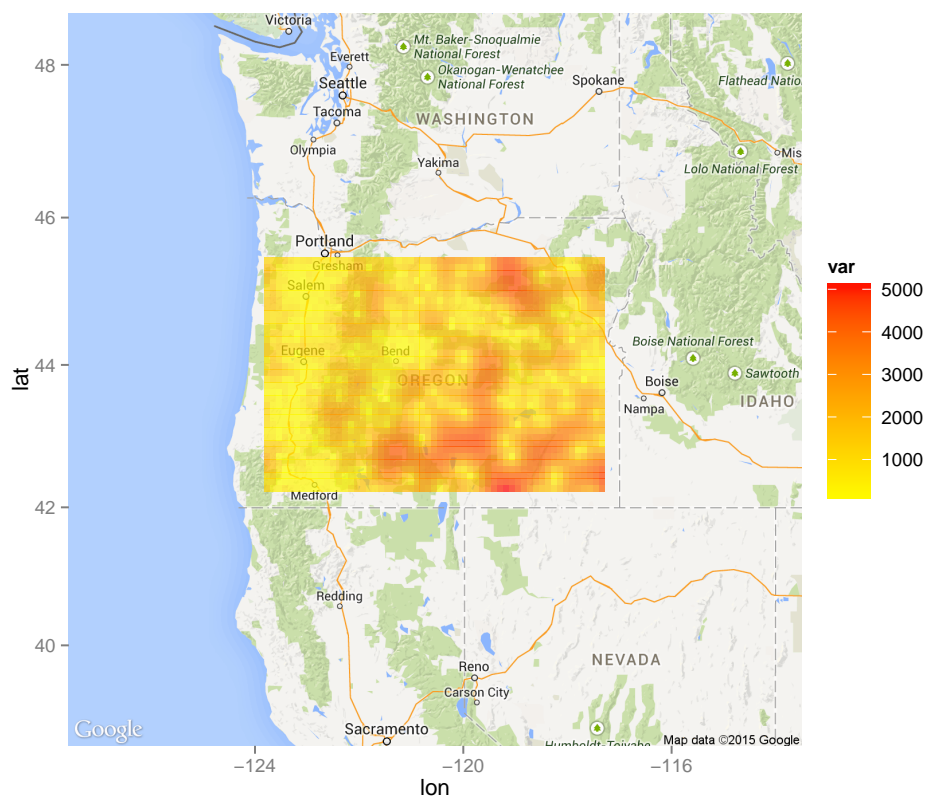 Victoria
Mt. Baker-Snoqualmie
National Forest
Everett
Okanogan-Wenatchee
National Forest
Seattle
Spokane
Flathead Natio
Tacoma
WASHINGTON
Olympia
Yakima
Mis
Lolo National Forest
Portland
Gresham
Salem
Eugene
Bend
OREGON
Boise National Forest
Sawtooth
Boise
Nampa
IDAHO
Medford
Redding
Reno
NEVADA
Carson City
Sacramento
Humboldt-Toiyabe
Google
Map data ©2015 Google
48
46
44
42
40
lat
−124
−120
−116
lon
var
5000
4000
3000
2000
1000